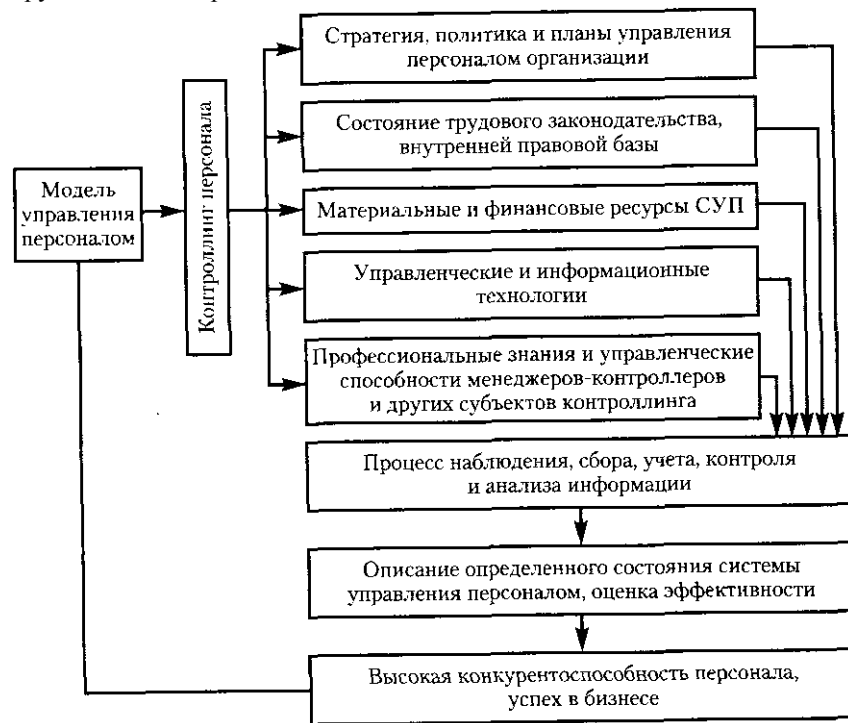 Стратегия, политика и планы управления
персоналом организации
Состояние трудового законодательства,
внутренней правовой базы
Модель
управления
персоналом
Контроллинг персонала
Материальные и финансовые ресурсы СУП
Управленческие и информационные
технологии
Профессиональные знания и управленческие
способности менеджеров-контроллеров
и других субъектов контроллинга
Процесс наблюдения, сбора, учета, контроля
и анализа информации
Описание определенного состояния системы
управления персоналом, оценка эффективности
Высокая конкурентоспособность персонала,
успех в бизнесе